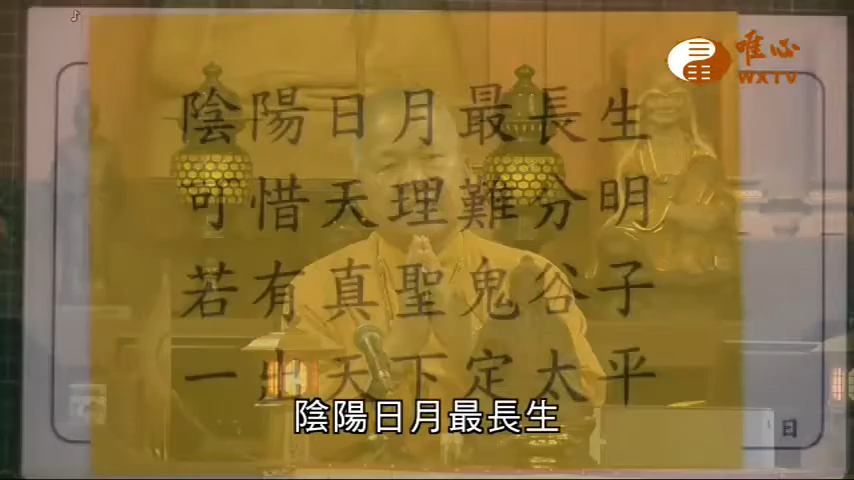 唯心
WXTV
陰陽日月最長生
可惜天理難分明
若有真聖鬼谷子
一出天下定太平
日
陰陽日月最長生